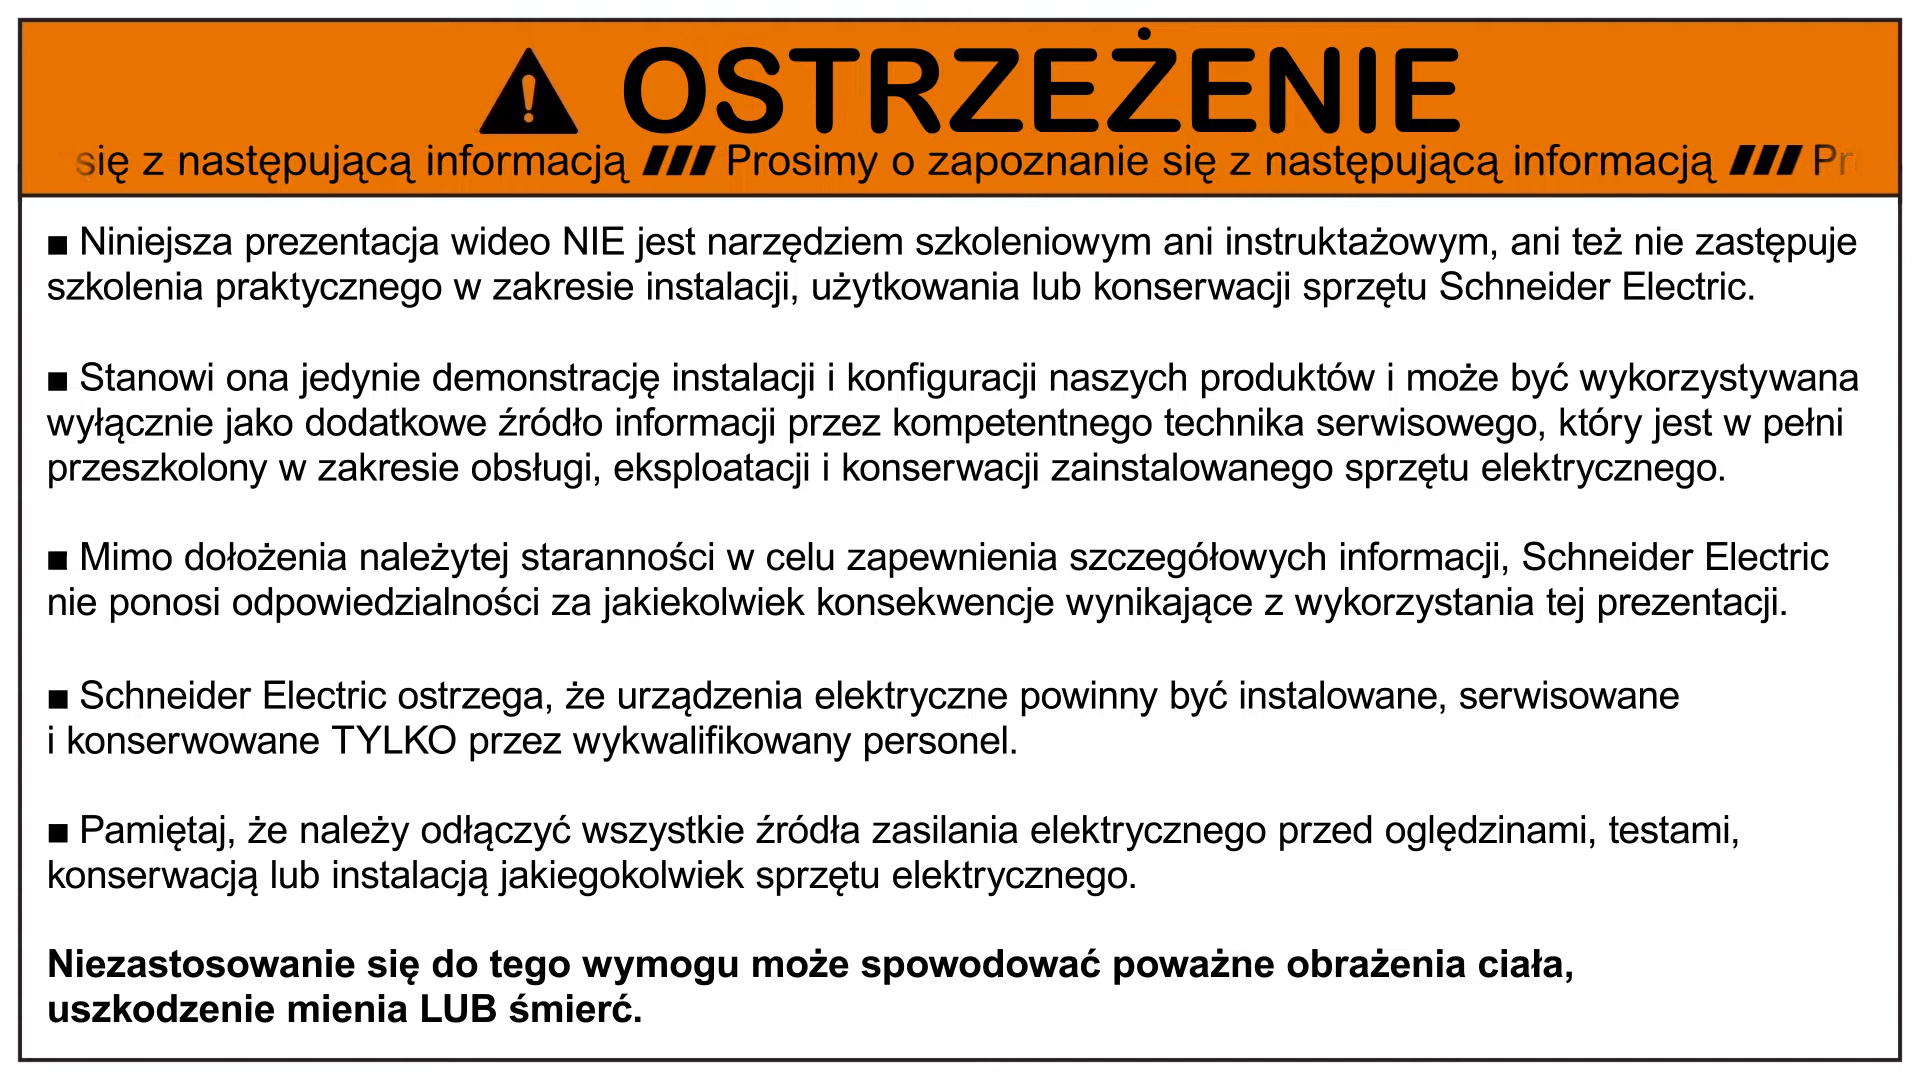 OSTRZEŻENIE
się z następującą informacją /// Prosimy o zapoznanie się z następującą informacją /// Pr
■ Niniejsza prezentacja wideo NIE jest narzędziem szkoleniowym ani instruktażowym, ani też nie zastępuje
szkolenia praktycznego w zakresie instalacji, użytkowania lub konserwacji sprzętu Schneider Electric.
■ Stanowi ona jedynie demonstrację instalacji i konfiguracji naszych produktów i może być wykorzystywana
wyłącznie jako dodatkowe źródło informacji przez kompetentnego technika serwisowego, który jest w pełni
przeszkolony w zakresie obsługi, eksploatacji i konserwacji zainstalowanego sprzętu elektrycznego.
■ Mimo dołożenia należytej staranności w celu zapewnienia szczegółowych informacji, Schneider Electric
nie ponosi odpowiedzialności za jakiekolwiek konsekwencje wynikające z wykorzystania tej prezentacji.
■ Schneider Electric ostrzega, że urządzenia elektryczne powinny być instalowane, serwisowane
i konserwowane TYLKO przez wykwalifikowany personel.
■ Pamiętaj, że należy odłączyć wszystkie źródła zasilania elektrycznego przed oględzinami, testami,
konserwacją lub instalacją jakiegokolwiek sprzętu elektrycznego.
Niezastosowanie się do tego wymogu może spowodować poważne obrażenia ciała,
uszkodzenie mienia LUB śmierć.